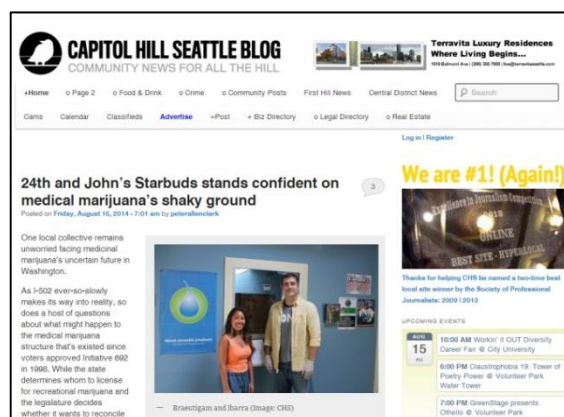 CAPITOL HILL SEATTLE BLOG
COMMUNITY NEWS FOR ALL THE HILL
Terravita Luxury Residences
Where Living Begins...
+Home o Page 2 o Food & Drink o Crime o Community Posts First Hill News Central District News Search
Cams Calendar Classifieds Advertise +Post + Biz Directory o Legal Directory o Real Estate
Log in | Register
24th and John's Starbuds stands confident on
medical marijuana's shaky ground
3
Posted on Friday, August 15, 2014 - 7:01 am by peterallenclark
One local collective remains
unworried facing medicinal
marijuana's uncertain future in
Washington.
As I-502 ever-so-slowly
makes its way into reality, so
does a host of questions
about what might happen to
the medical marijuana
structure that's existed since
voters approved Initiative 692
in 1998. While the state
determines whom to license
for recreational marijuana and
the legislature decides
whether it wants to reconcile
— Braeutigam and Ibarra (Image: CHS)
We are #1! (Again!)
Excellence in Journalism Competition
ONLINE
BEST SITE - HYPERLOCAL
Thanks for helping CHS be named a two-time best
local site winner by the Society of Professional
Journalists: 2009 | 2013
UPCOMING EVENTS
AUG
15
Fri
10:00 AM Workin' it OUT Diversity
Career Fair @ City University
6:00 PM Claustrophobia 19: Tower of
Poetry Power @ Volunteer Park
Water Tower
7:00 PM GreenStage presents
Othello @ Volunteer Park